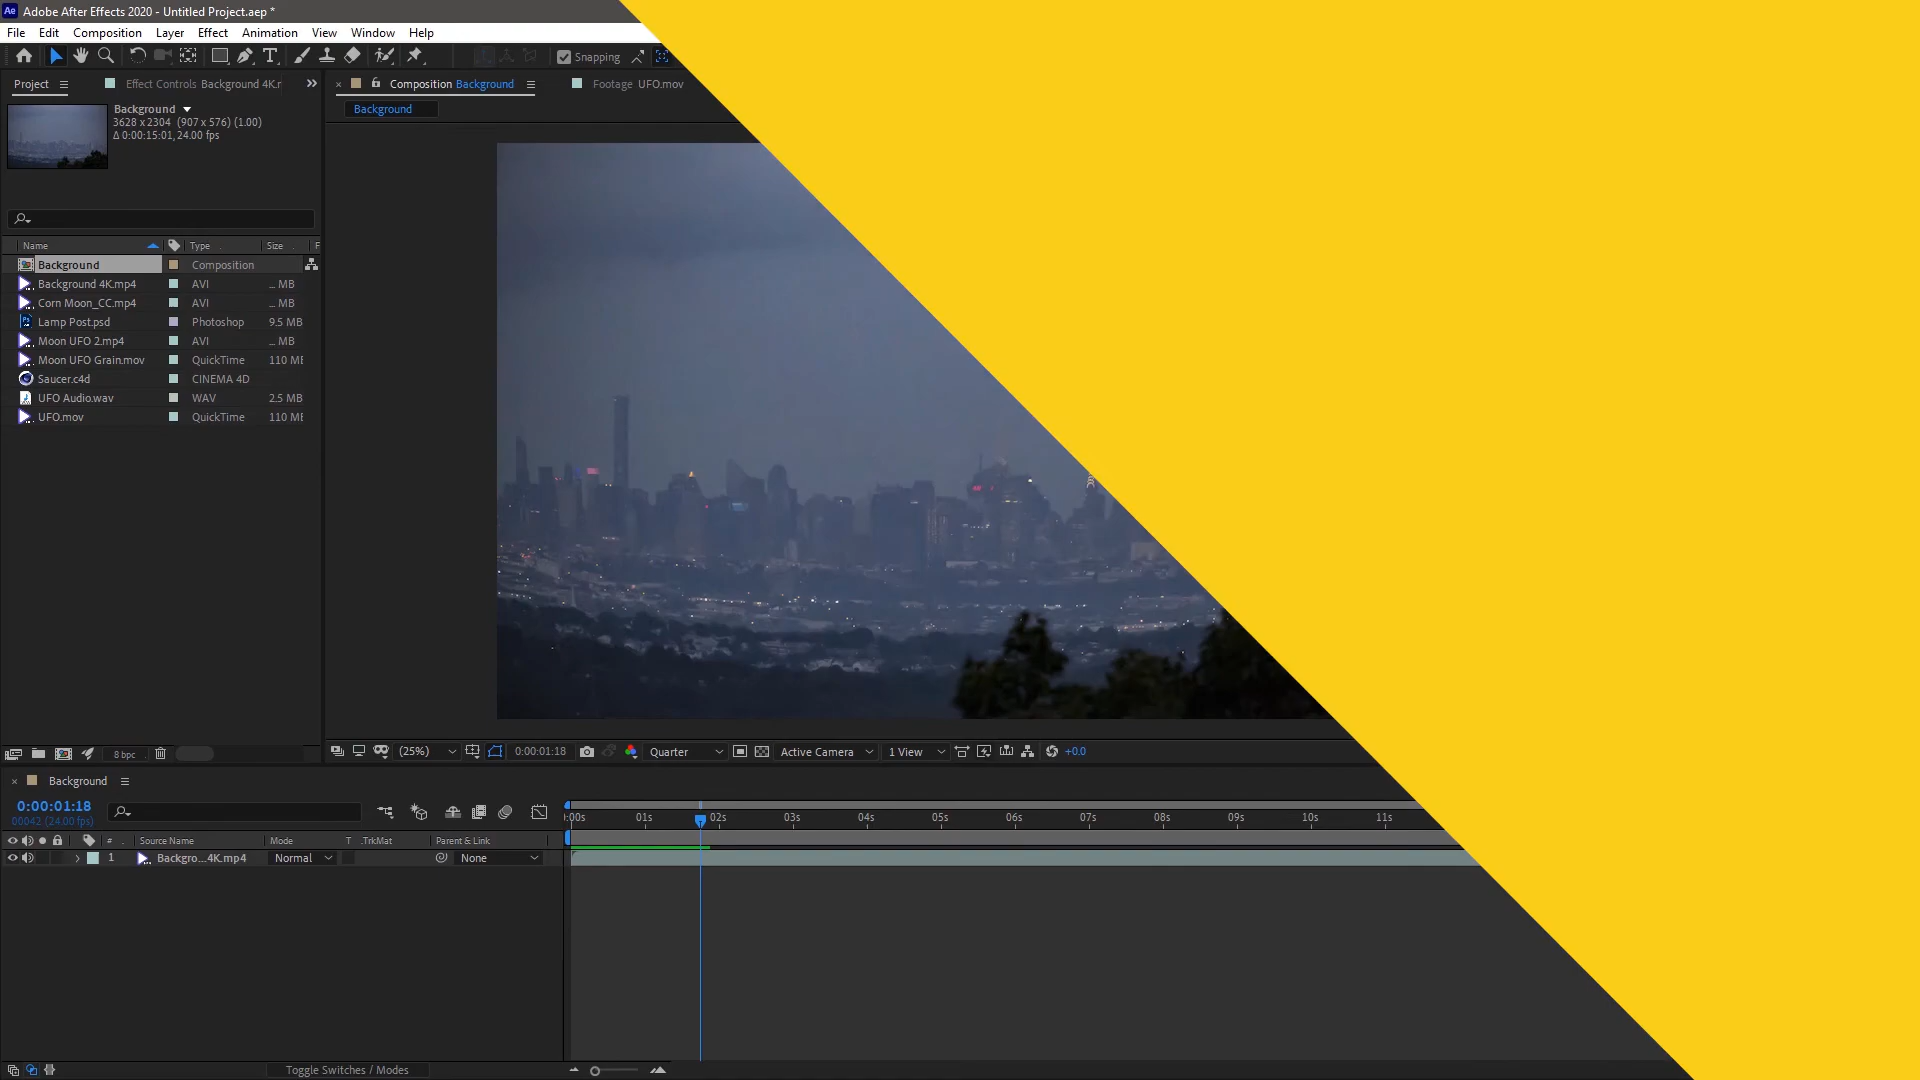 Adobe After Effects 2020 - Untitled Project.aep *
File Edit Composition Layer Effect Animation View Window Help
Snapping
Project
Effect Controls Background 4K.r
Composition Background
Footage UFO.mov
Background
Background
3628 x 2304 (907 x 576) (1.00)
Δ 0:00:15:01, 24.00 fps
Name Type Size F
Background Composition
Background 4K.mp4 AVI ... MB
Corn Moon_CC.mp4 AVI ... MB
Lamp Post.psd Photoshop 9.5 MB
Moon UFO 2.mp4 AVI ... MB
Moon UFO Grain.mov QuickTime 110 ME
Saucer.c4d CINEMA 4D
UFO Audio.wav WAV 2.5 MB
UFO.mov QuickTime 110 ME
8 bpc
(25%) 0:00:01:18 Quarter Active Camera 1 View +0.0
Background
0:00:01:18
00042 (24.00 fps)
:00s 01s 02s 03s 04s 05s 06s 07s 08s 09s 10s 11s
# Source Name Mode T .TrkMat Parent & Link
1 Backgro...4K.mp4 Normal None
Toggle Switches / Modes